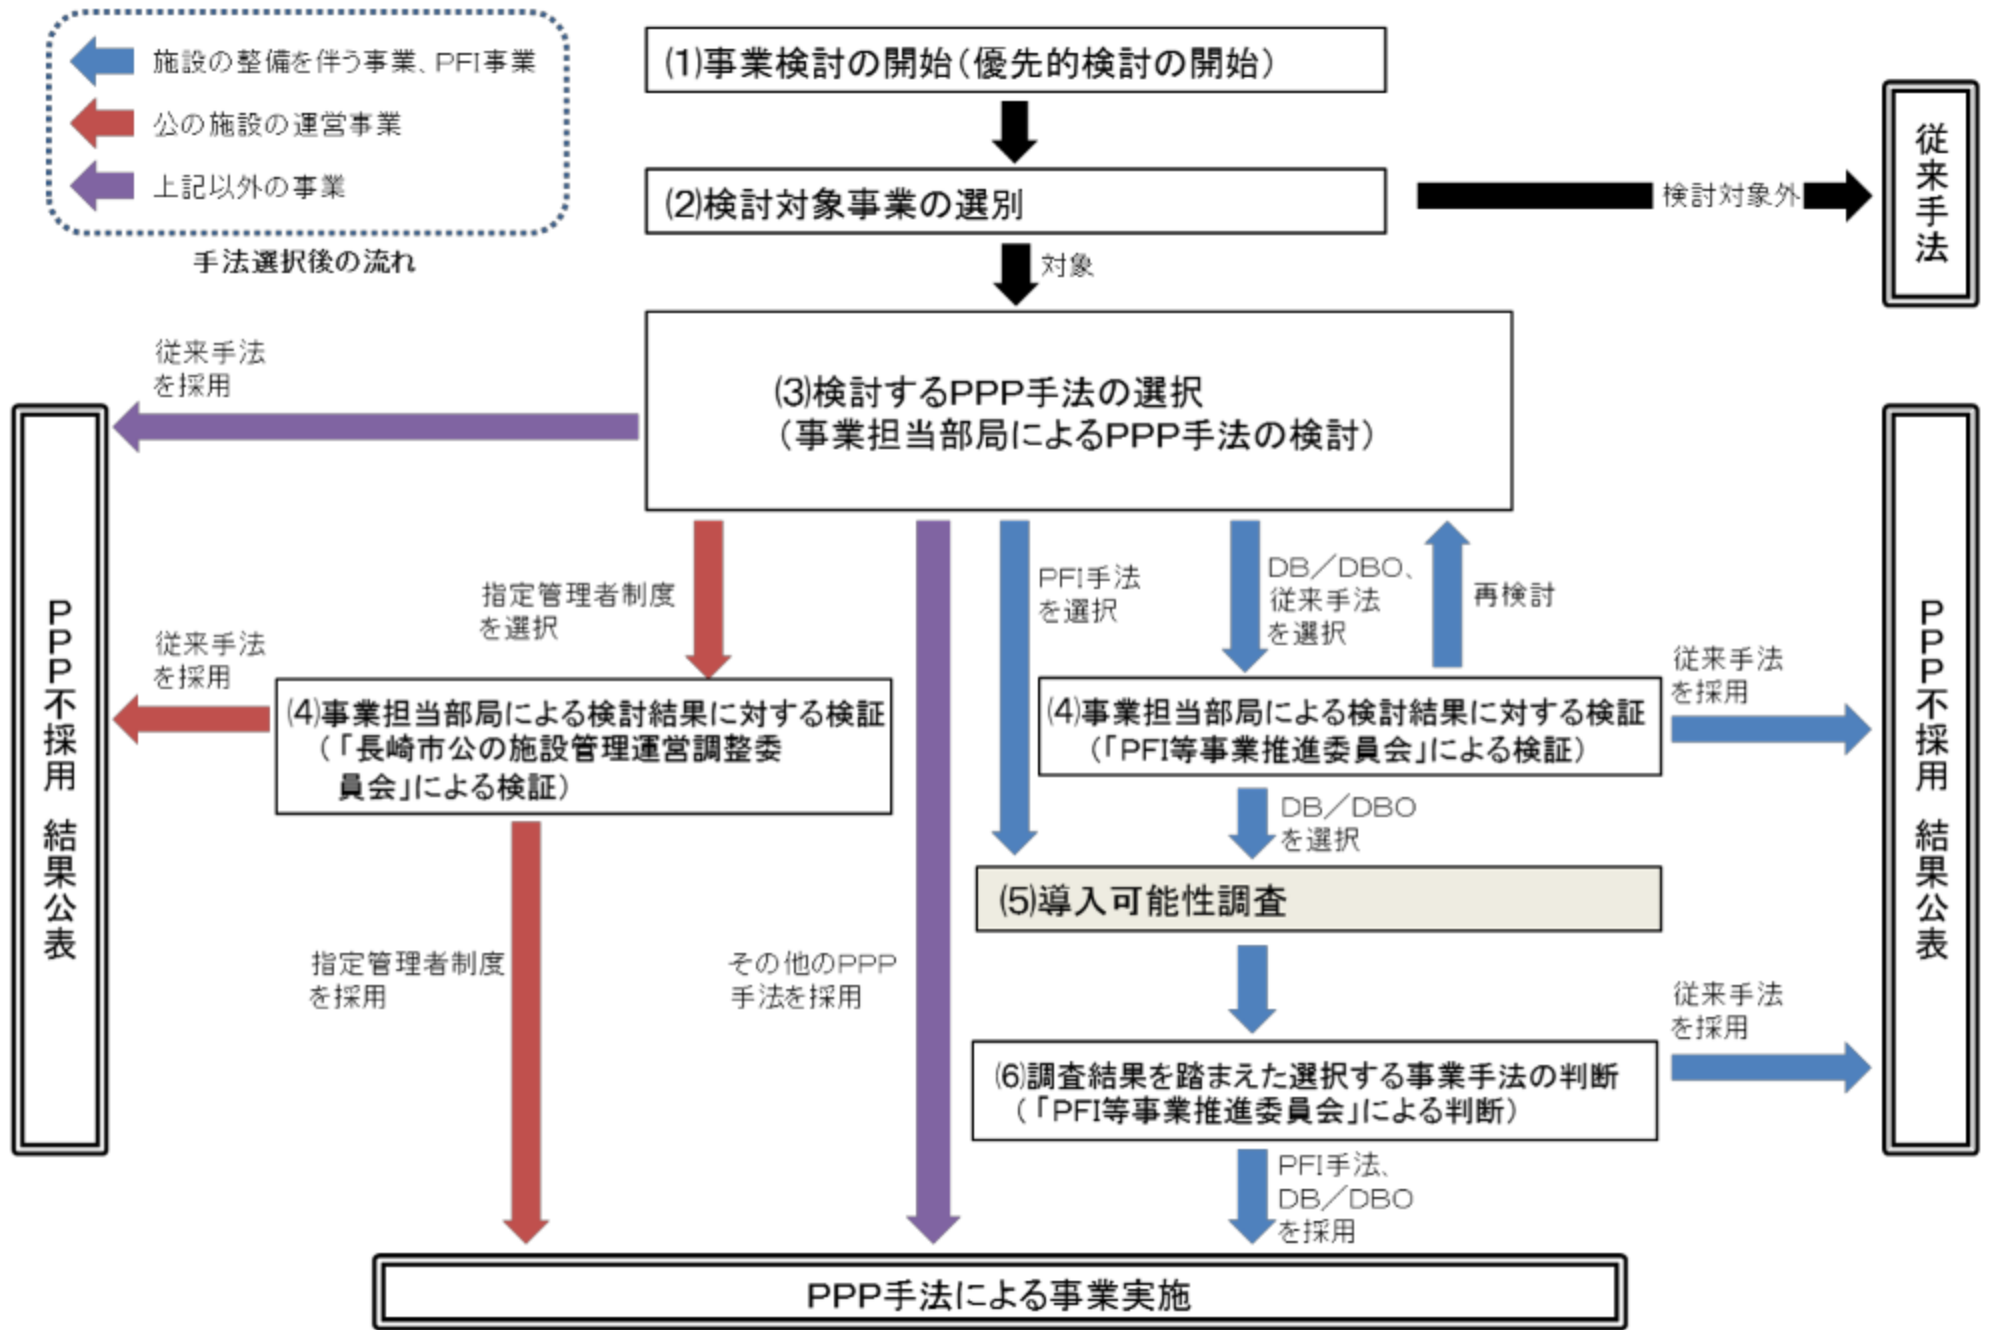 施設の整備を伴う事業、PFI事業
公の施設の運営事業
上記以外の事業
手法選択後の流れ
(1)事業検討の開始(優先的検討の開始)
(2)検討対象事業の選別
検討対象外
従来手法
対象
(3)検討するPPP手法の選択
(事業担当部局によるPPP手法の検討)
従来手法
を採用
PPP不採用 結果公表
指定管理者制度
を選択
PFI手法
を選択
DB/DBO、
従来手法
を選択
再検討
従来手法
を採用
(4)事業担当部局による検討結果に対する検証
(「長崎市公の施設管理運営調整委
員会」による検証)
(4)事業担当部局による検討結果に対する検証
(「PFI等事業推進委員会」による検証)
従来手法
を採用
PPP不採用 結果公表
DB/DBO
を選択
(5)導入可能性調査
指定管理者制度
を採用
その他のPPP
手法を採用
(6)調査結果を踏まえた選択する事業手法の判断
(「PFI等事業推進委員会」による判断)
従来手法
を採用
PFI手法、
DB/DBO
を採用
PPP手法による事業実施